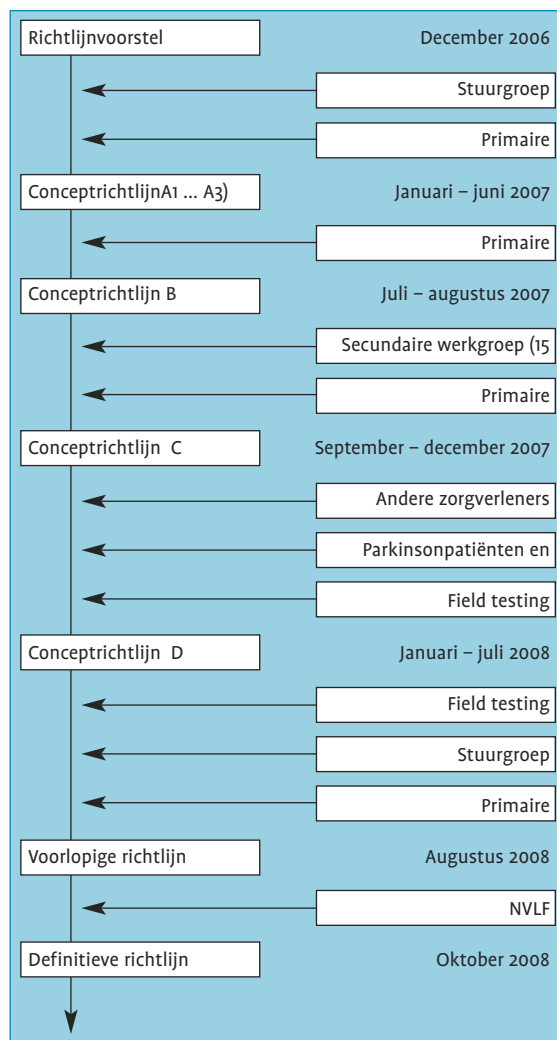 Richtlijnvoorstel December 2006
Stuurgroep
Primaire
ConceptrichtlijnA1 ... A3) Januari – juni 2007
Primaire
Conceptrichtlijn B Juli – augustus 2007
Secundaire werkgroep (15
Primaire
Conceptrichtlijn C September – december 2007
Andere zorgverleners
Parkinsonpatiënten en
Field testing
Conceptrichtlijn D Januari – juli 2008
Field testing
Stuurgroep
Primaire
Voorlopige richtlijn Augustus 2008
NVLF
Definitieve richtlijn Oktober 2008